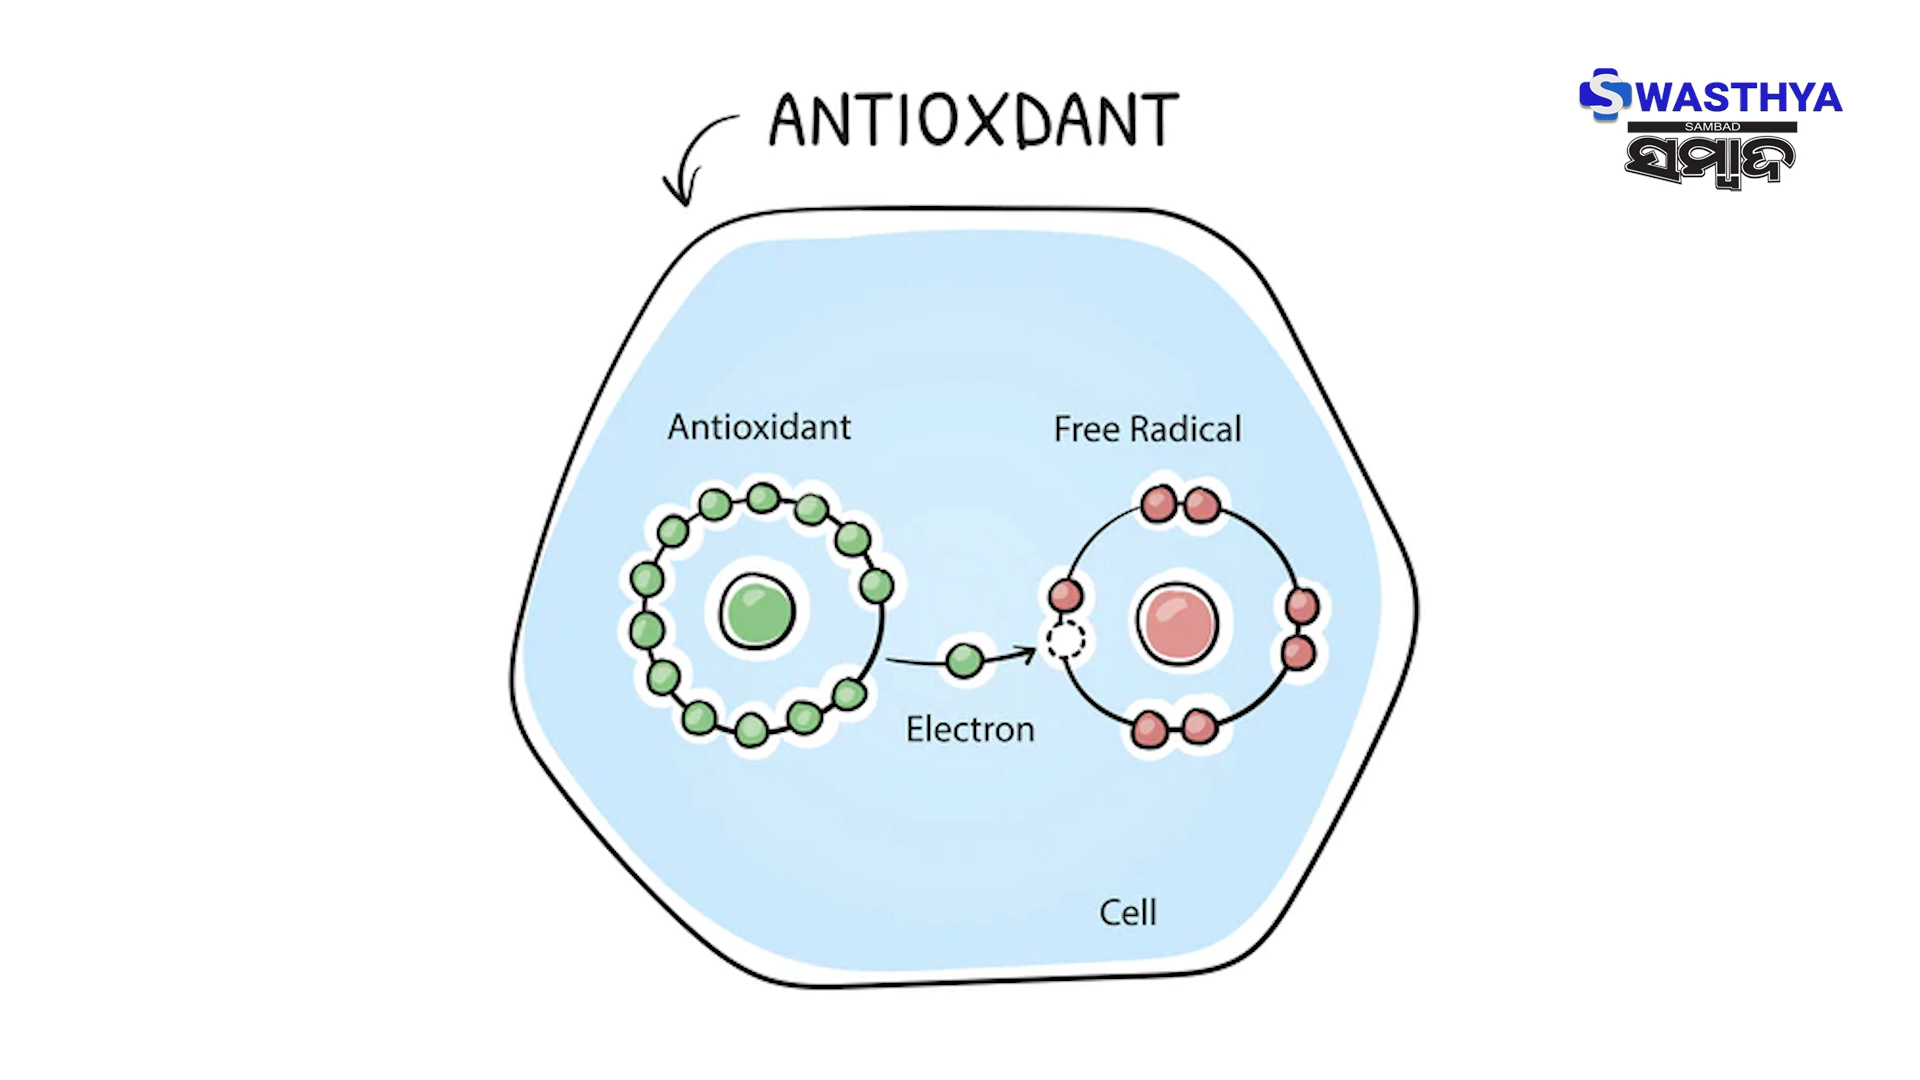 ANTIOXDANT
SWASTHYA
SAMBAD
ସମ୍ବାଦ
Antioxidant
Free Radical
Electron
Cell